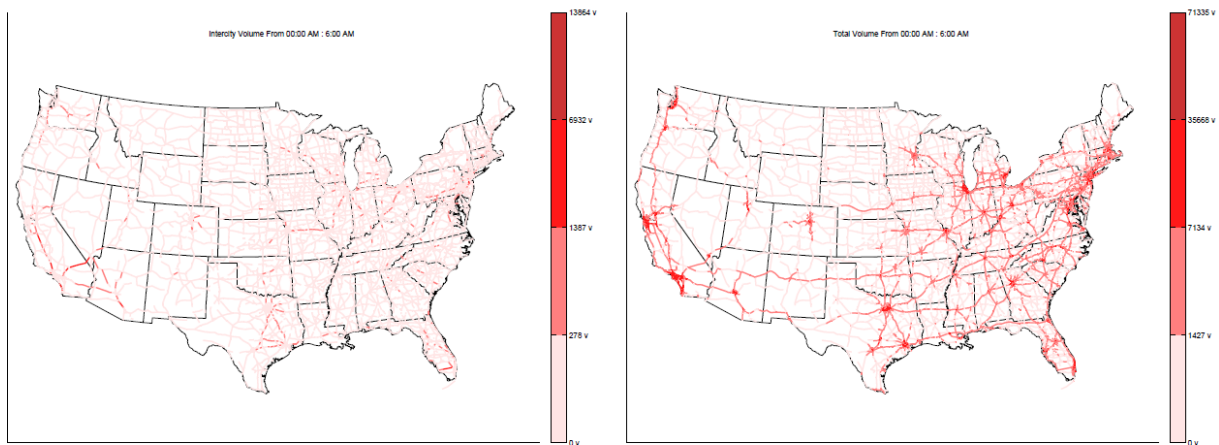 Intercity Volume From 00:00 AM : 6:00 AM
13864 v
6932 v
1387 v
278 v
0 v
Total Volume From 00:00 AM : 6:00 AM
71335 v
35668 v
7134 v
1427 v
0 v